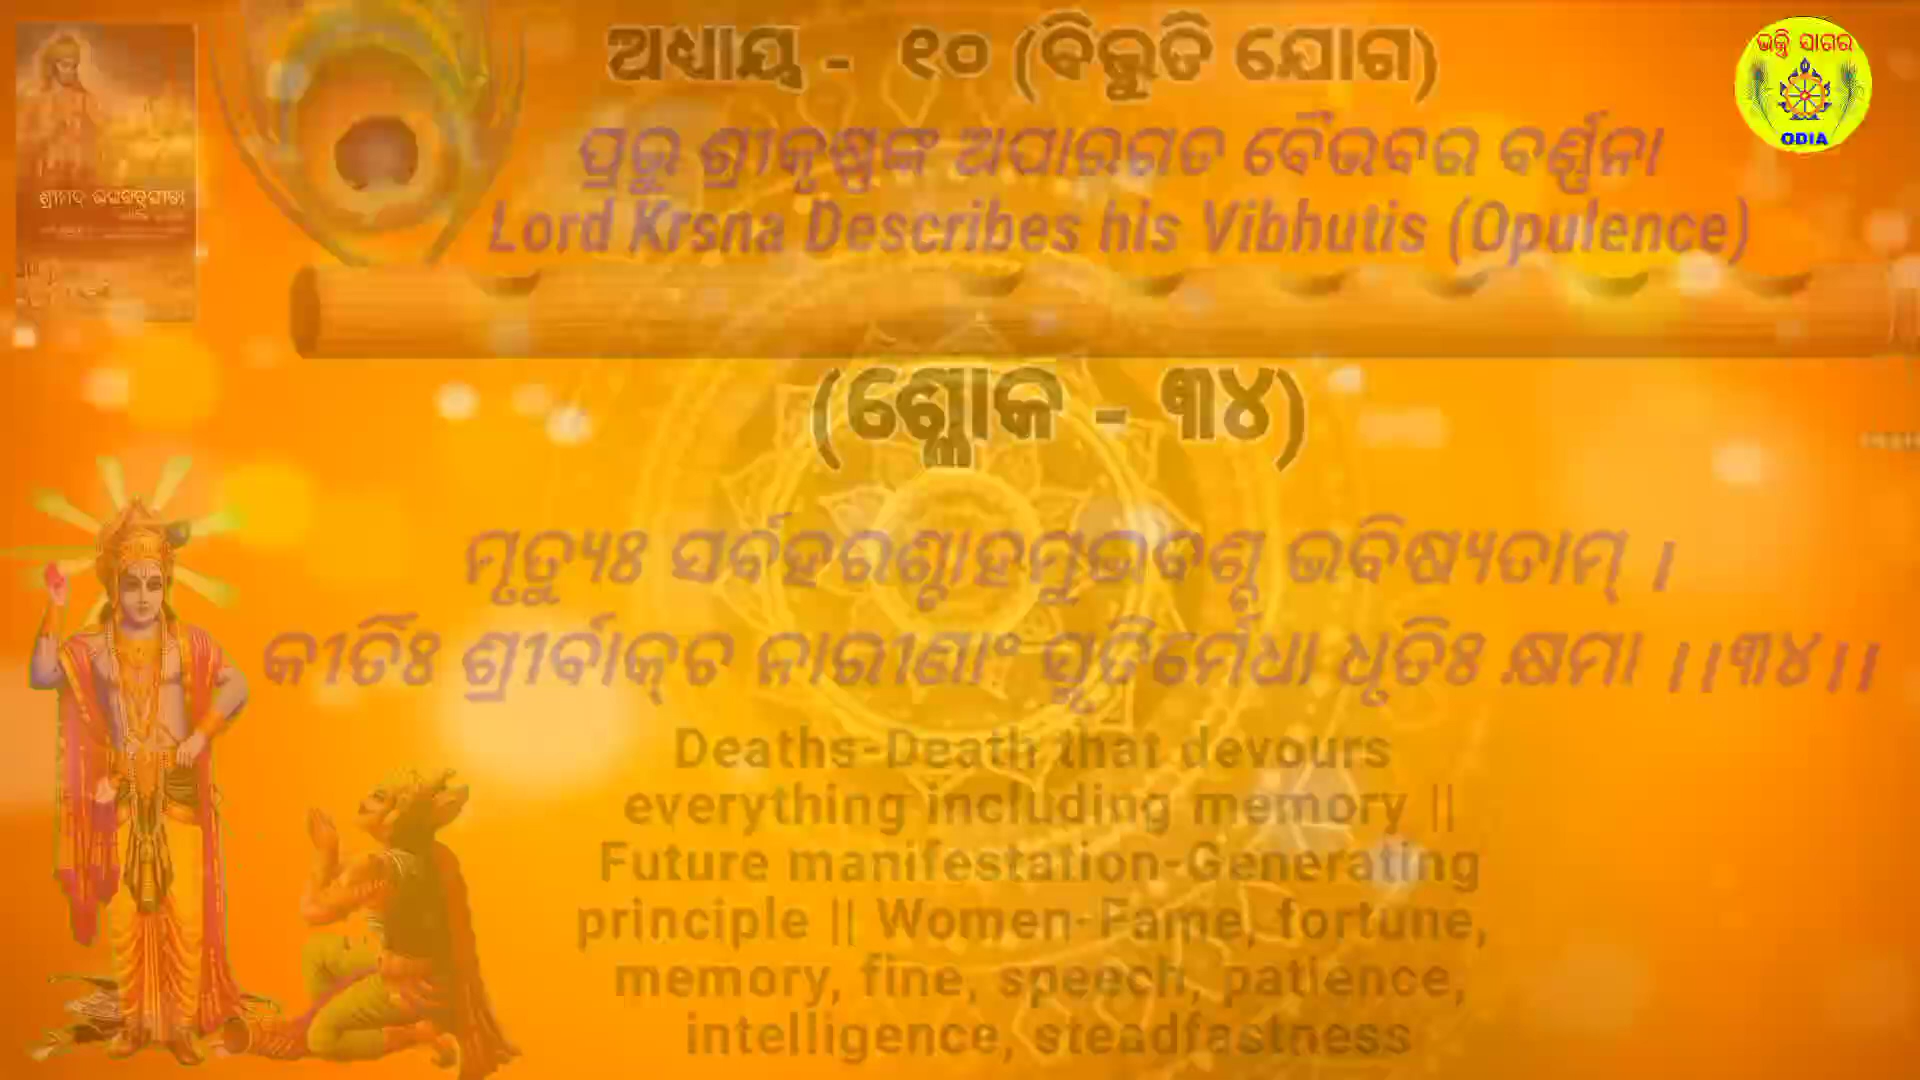 ଅଧ୍ୟାୟ - ୧୦ (ବିଭୂତି ଯୋଗ)
ଭକ୍ତି ସାଗର
ODIA
ପ୍ରଭୁ ଶ୍ରୀକୃଷ୍ଣଙ୍କ ଅପାରଗତ ବୈଭବର ବର୍ଣ୍ଣନା
ଶ୍ରୀମଦ୍ ଭଗବଦ୍ଗୀତା
Lord Krsna Describes his Vibhutis (Opulence)
(ଶ୍ଳୋକ - ୩୪)
ମୃତ୍ୟୁଃ ସର୍ବହରଶ୍ଚାହମୁଦ୍ଭବଶ୍ଚ ଭବିଷ୍ୟତାମ୍ ।
କୀର୍ତିଃ ଶ୍ରୀର୍ବାକ୍‌ଚ ନାରୀଣାଂ ସ୍ମୃତିର୍ମେଧା ଧୃତିଃ କ୍ଷମା ।।୩୪।।
Deaths-Death that devours
everything including memory ||
Future manifestation-Generating
principle || Women-Fame, fortune,
memory, fine, speech, patience,
intelligence, steadfastness